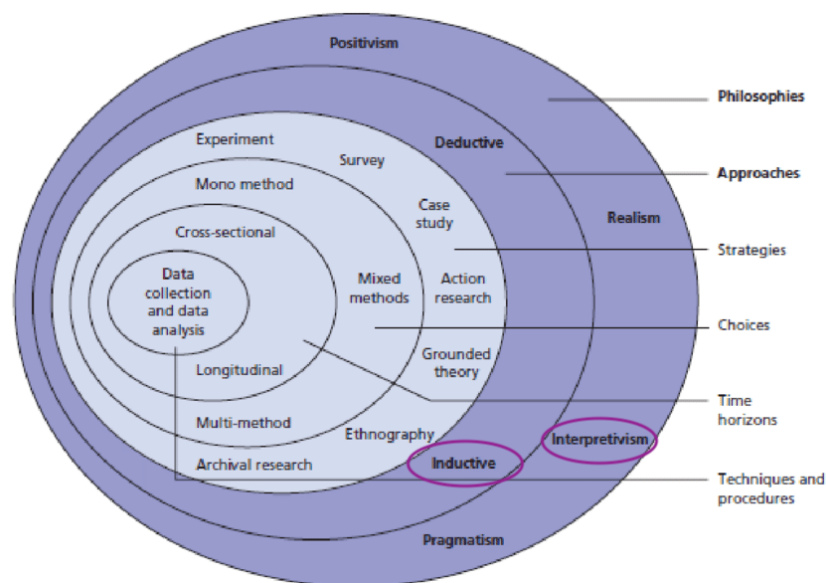 Positivism
Philosophies
Experiment
Deductive
Survey
Approaches
Mono method
Case
study
Realism
Cross-sectional
Strategies
Data
collection
and data
analysis
Mixed
methods
Action
research
Choices
Longitudinal
Grounded
theory
Time
horizons
Multi-method
Ethnography
Interpretivism
Archival research
Inductive
Techniques and
procedures
Pragmatism